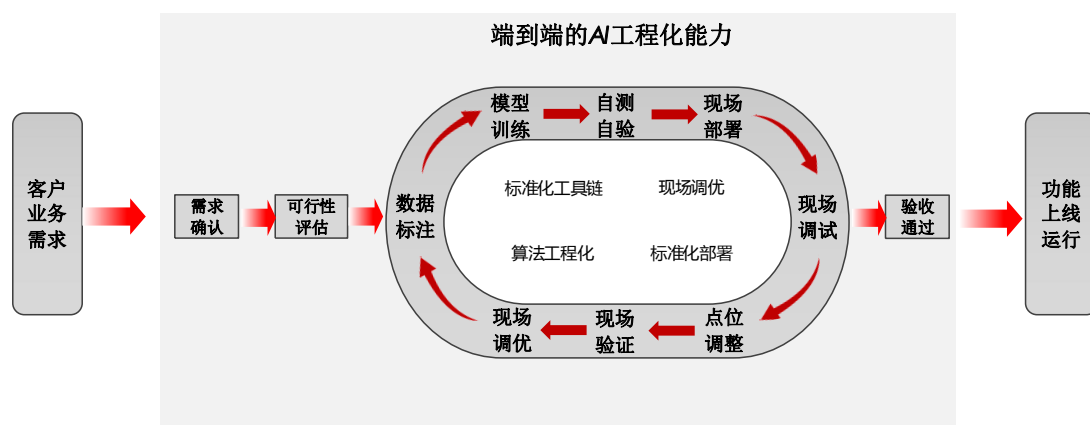 端到端的AI工程化能力
客户
业务
需求
需求
确认
可行性
评估
数据
标注
模型
训练
自测
自验
现场
部署
现场
调试
点位
调整
现场
验证
现场
调优
标准化工具链
现场调优
算法工程化
标准化部署
验收
通过
功能
上线
运行